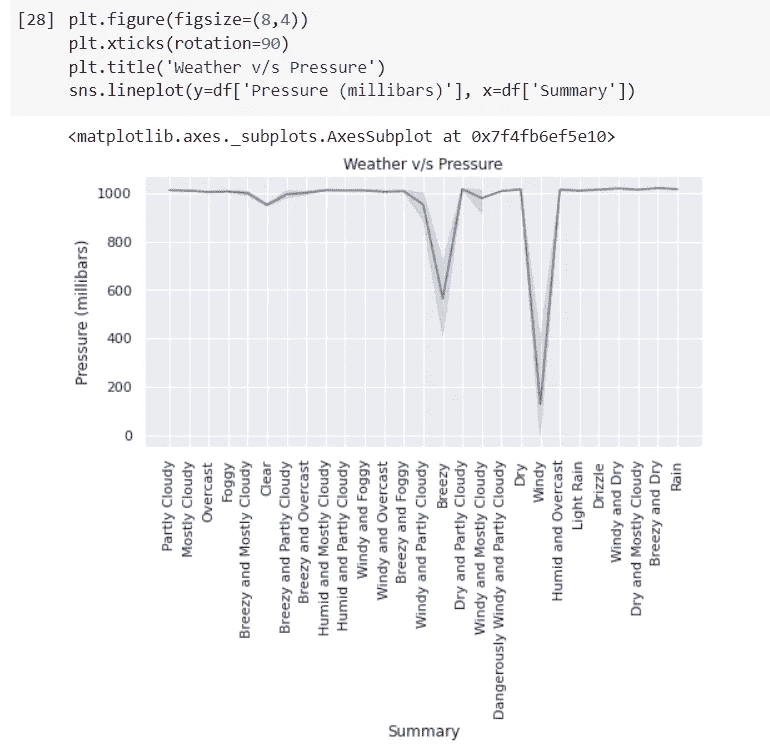 [28] plt.figure(figsize=(8,4))
plt.xticks(rotation=90)
plt.title('Weather v/s Pressure')
sns.lineplot(y=df['Pressure (millibars)'], x=df['Summary'])
<matplotlib.axes._subplots.AxesSubplot at 0x7f4fb6ef5e10>
Weather v/s Pressure
Pressure (millibars)
1000
800
600
400
200
0
Partly Cloudy
Mostly Cloudy
Overcast
Foggy
Breezy and Mostly Cloudy
Clear
Breezy and Partly Cloudy
Breezy and Overcast
Humid and Mostly Cloudy
Humid and Partly Cloudy
Windy and Foggy
Windy and Overcast
Breezy and Foggy
Windy and Partly Cloudy
Breezy
Dry and Partly Cloudy
Windy and Mostly Cloudy
Dangerously Windy and Partly Cloudy
Dry
Windy
Humid and Overcast
Light Rain
Drizzle
Windy and Dry
Dry and Mostly Cloudy
Breezy and Dry
Rain
Summary